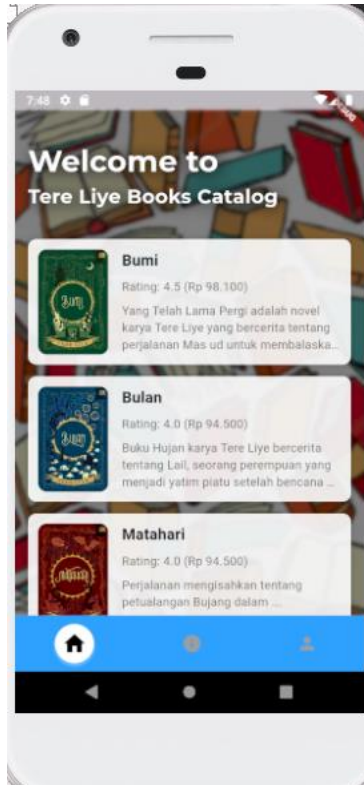 7:48
Welcome to
Tere Liye Books Catalog
Bumi
Bumi
Rating: 4.5 (Rp 98.100)
Yang Telah Lama Pergi adalah novel
karya Tere Liye yang bercerita tentang
perjalanan Mas ud untuk membalaska...
Bulan
Bulan
Rating: 4.0 (Rp 94.500)
Buku Hujan karya Tere Liye bercerita
tentang Lail, seorang perempuan yang
menjadi yatim piatu setelah bencana ...
Matahari
Matahari
Rating: 4.0 (Rp 94.500)
Perjalanan mengisahkan tentang
petualangan Bujang dalam ...